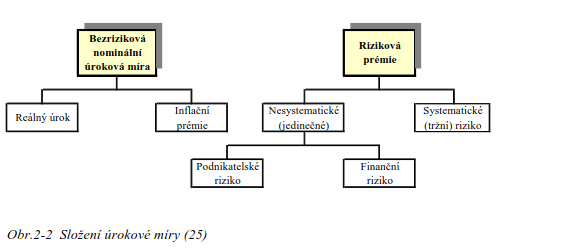 Bezriziková
nominální
úroková míra
Riziková
prémie
Reálný úrok
Inflační
prémie
Nesystematické
(jedinečné)
Systematické
(tržní) riziko
Podnikatelské
riziko
Finanční
riziko
Obr.2-2 Složení úrokové míry (25)